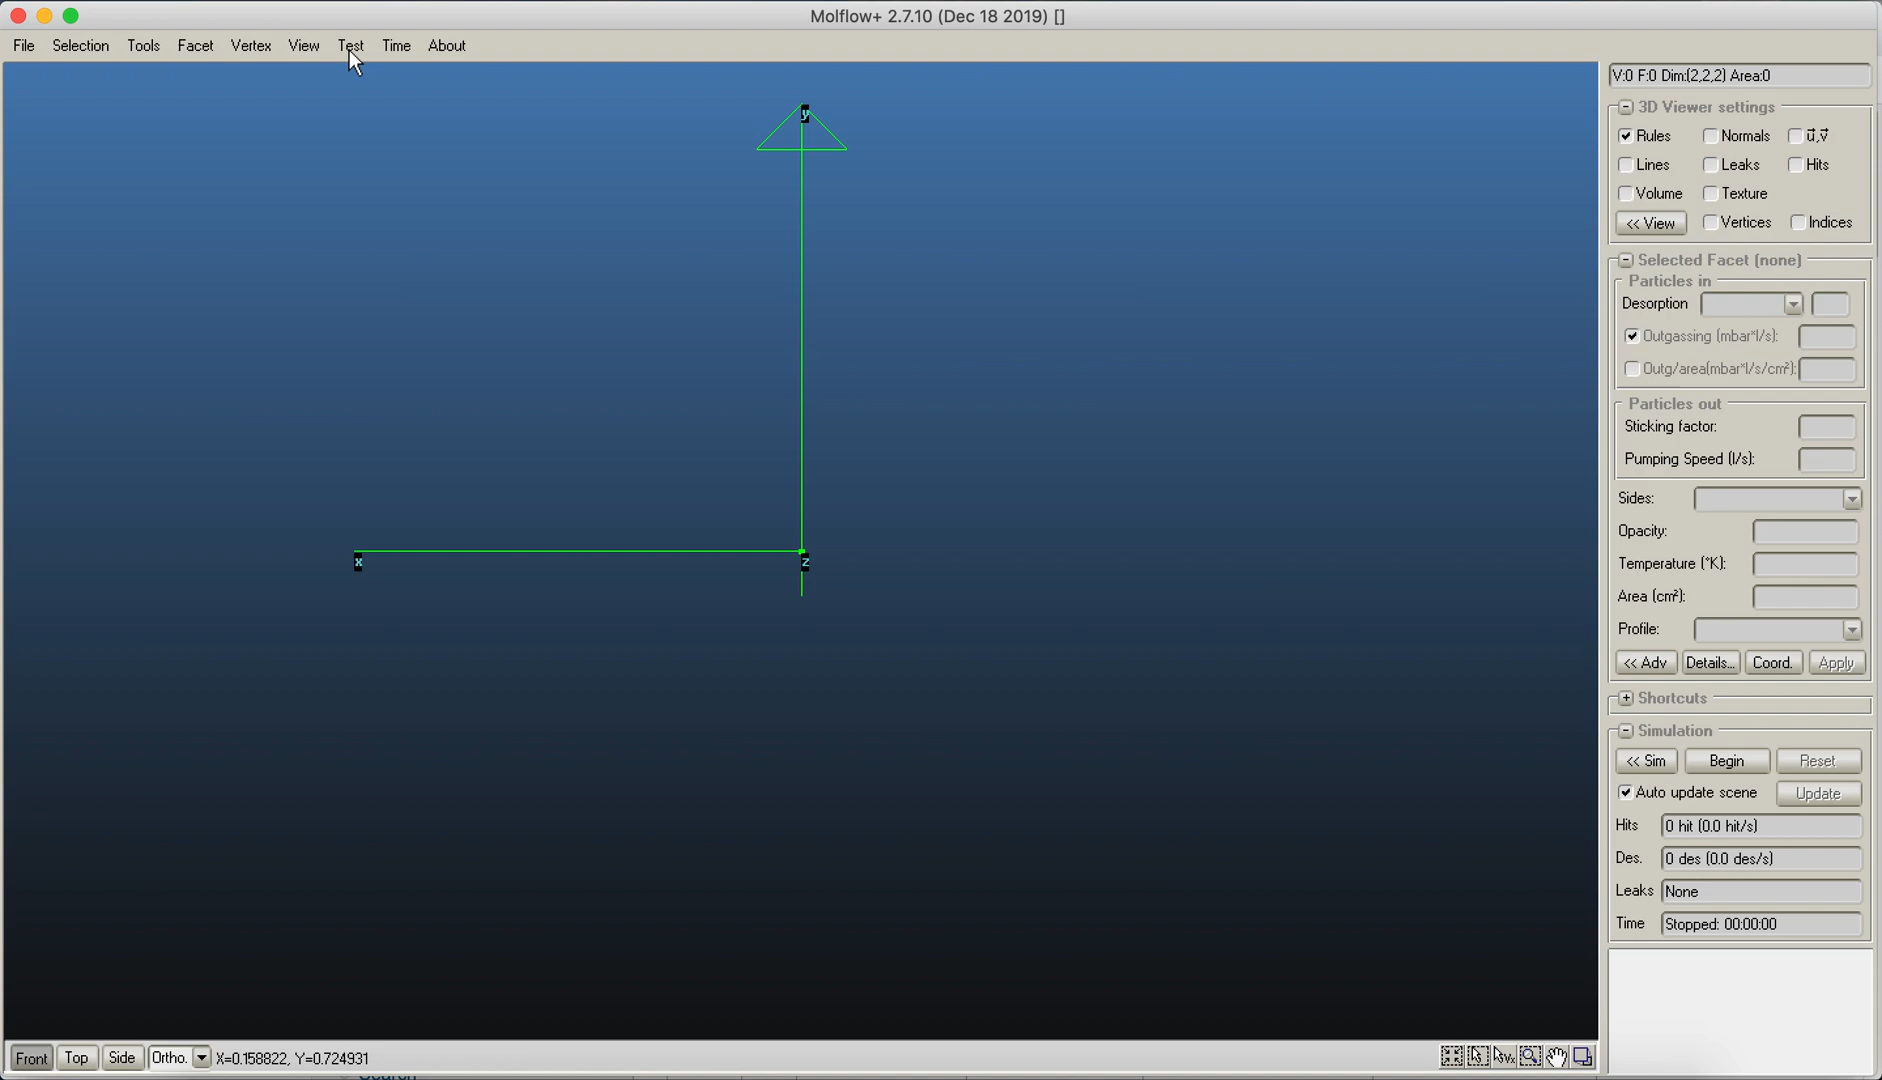 Molflow+ 2.7.10 (Dec 18 2019) []
File Selection Tools Facet Vertex View Test Time About
V:0 F:0 Dim:(2,2,2) Area:0
3D Viewer settings
Rules Normals u,v
Lines Leaks Hits
Volume Texture
<< View Vertices Indices
Selected Facet (none)
Particles in
Desorption
Outgassing (mbar*l/s):
Outg/area(mbar*l/s/cm²):
Particles out
Sticking factor:
Pumping Speed (l/s):
Sides:
Opacity:
Temperature (°K):
Area (cm²):
Profile:
<< Adv Details... Coord. Apply
Shortcuts
Simulation
<< Sim Begin Reset
Auto update scene Update
Hits 0 hit (0.0 hit/s)
Des. 0 des (0.0 des/s)
Leaks None
Time Stopped: 00:00:00
y
x z
Front Top Side Ortho. X=0.158822, Y=0.724931
Vx